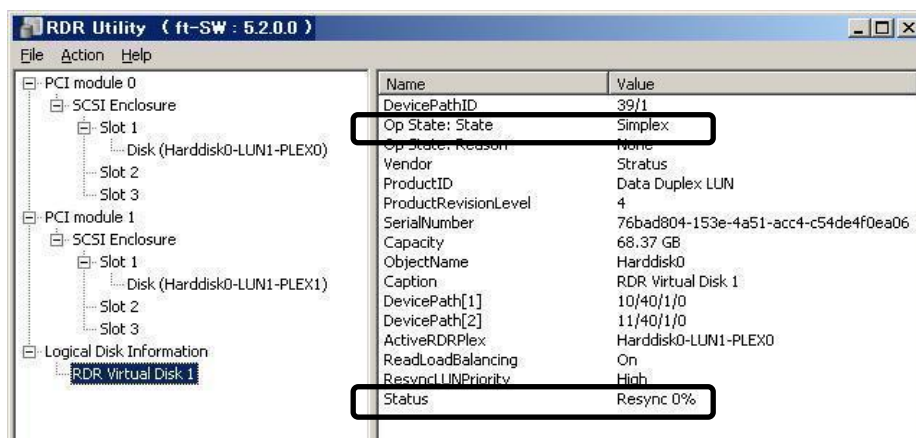 RDR Utility ( ft-SW : 5.2.0.0 )
File Action Help
PCI module 0
SCSI Enclosure
Slot 1
Disk (Harddisk0-LUN1-PLEX0)
Slot 2
Slot 3
PCI module 1
SCSI Enclosure
Slot 1
Disk (Harddisk0-LUN1-PLEX1)
Slot 2
Slot 3
Logical Disk Information
RDR Virtual Disk 1
Name Value
DevicePathID 39/1
Op State: State Simplex
Op State: Reason None
Vendor Stratus
ProductID Data Duplex LUN
ProductRevisionLevel 4
SerialNumber 76bad804-153e-4a51-acc4-c54de4f0ea06
Capacity 68.37 GB
ObjectName Harddisk0
Caption RDR Virtual Disk 1
DevicePath[1] 10/40/1/0
DevicePath[2] 11/40/1/0
ActiveRDRPlex Harddisk0-LUN1-PLEX0
ReadLoadBalancing On
ResyncLUNPriority High
Status Resync 0%